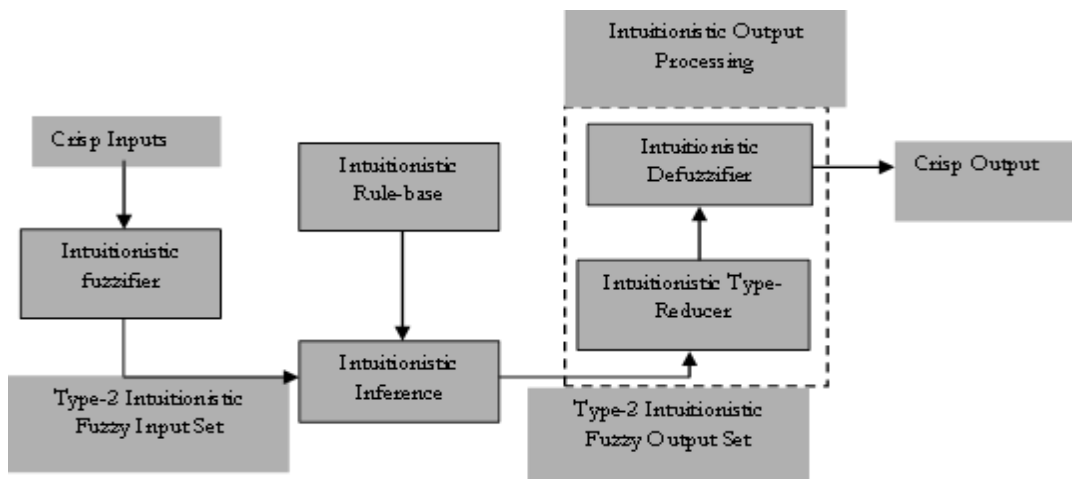 Intuitionistic Output
Processing
Crisp Inputs
Intuitionistic
Rule-base
Intuitionistic
Defuzzifier
Crisp Output
Intuitionistic
fuzzifier
Intuitionistic Type-
Reducer
Intuitionistic
Inference
Type-2 Intuitionistic
Fuzzy Input Set
Type-2 Intuitionistic
Fuzzy Output Set